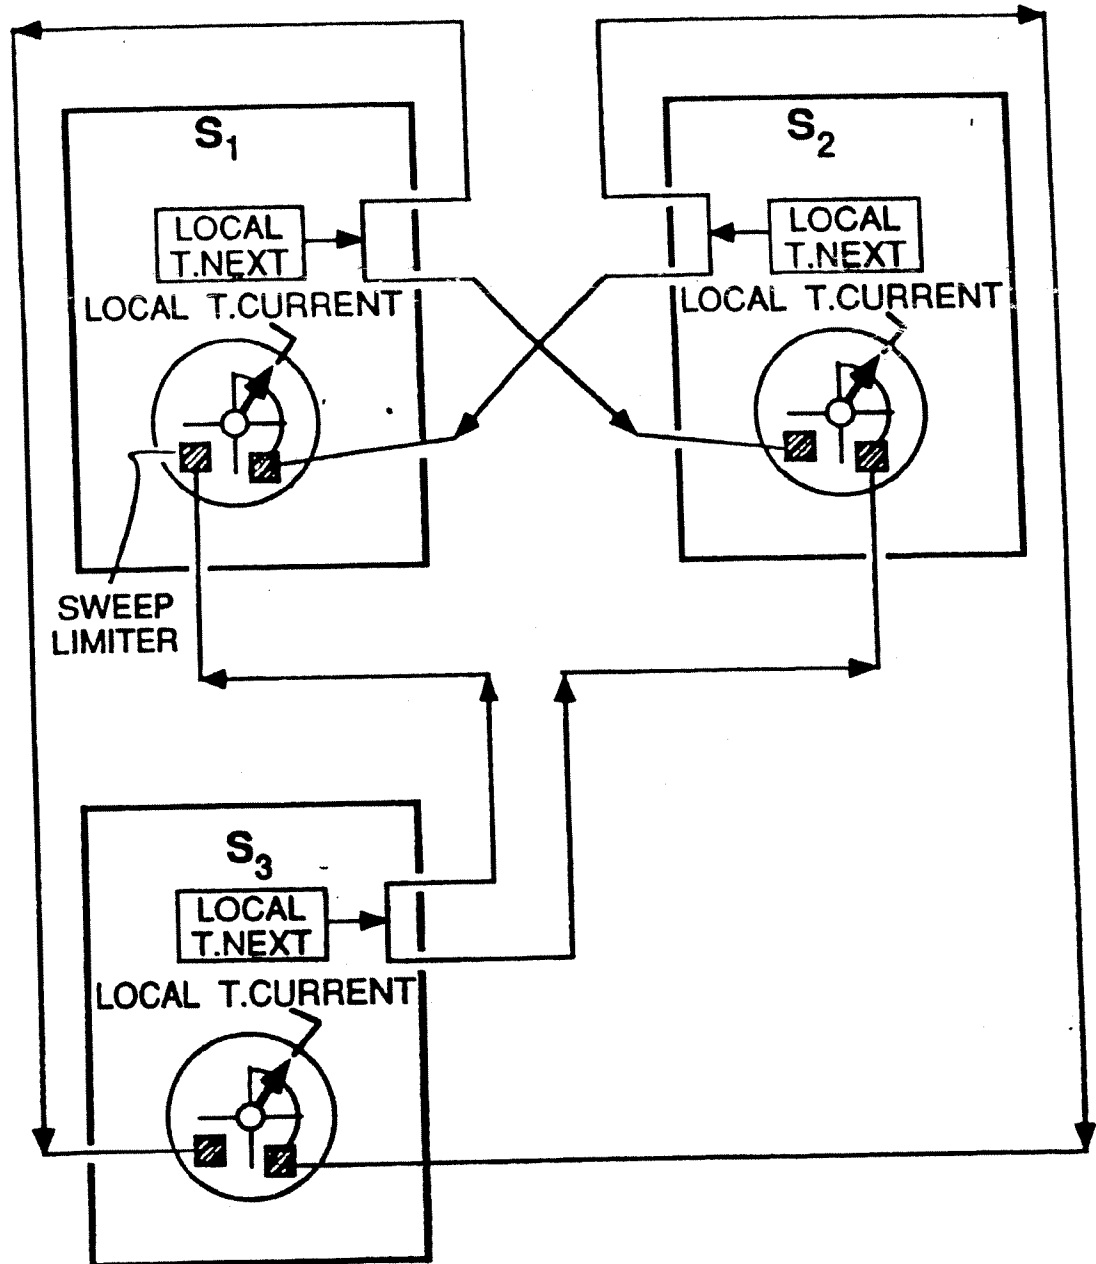 S1
LOCAL
T.NEXT
LOCAL T.CURRENT
SWEEP
LIMITER
S2
LOCAL
T.NEXT
LOCAL T.CURRENT
S3
LOCAL
T.NEXT
LOCAL T.CURRENT